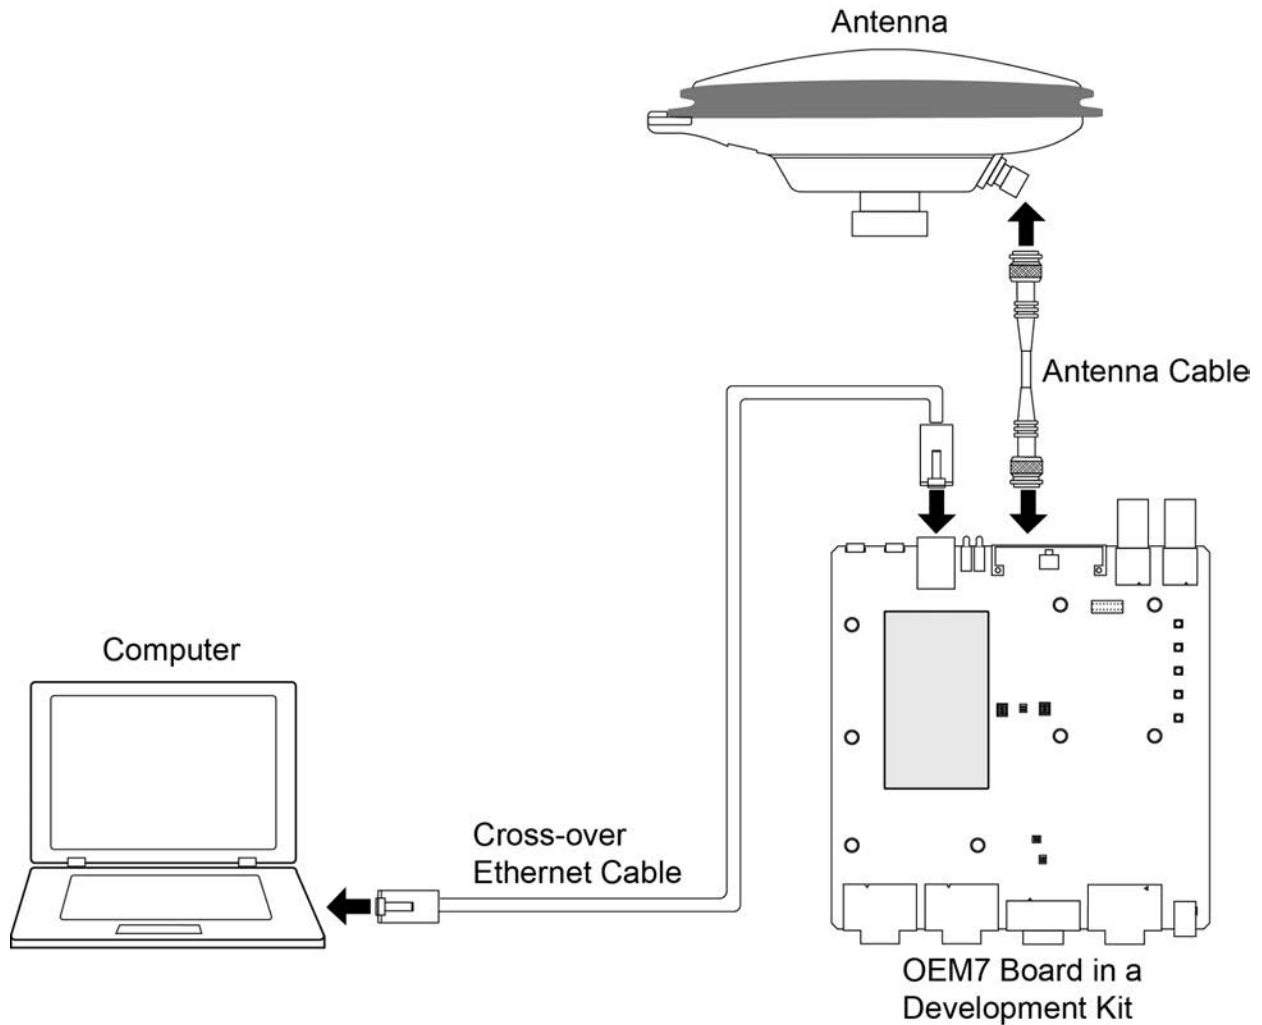 Antenna
Antenna Cable
Computer
Cross-over
Ethernet Cable
OEM7 Board in a
Development Kit